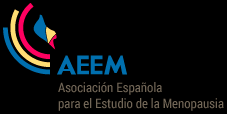 AEEM
Asociación Española
para el Estudio de la Menopausia